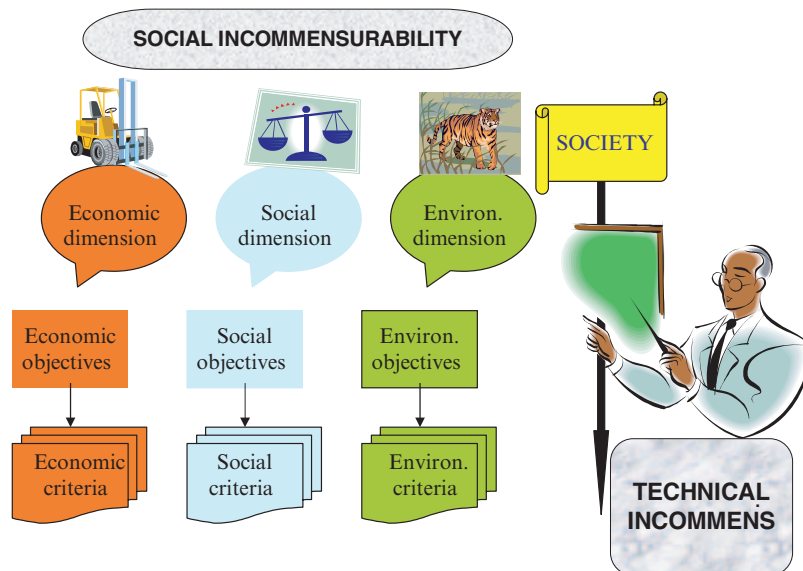 SOCIAL INCOMMENSURABILITY
SOCIETY
Economic
dimension
Social
dimension
Environ.
dimension
Economic
objectives
Social
objectives
Environ.
objectives
Economic
criteria
Social
criteria
Environ.
criteria
TECHNICAL
INCOMMENS